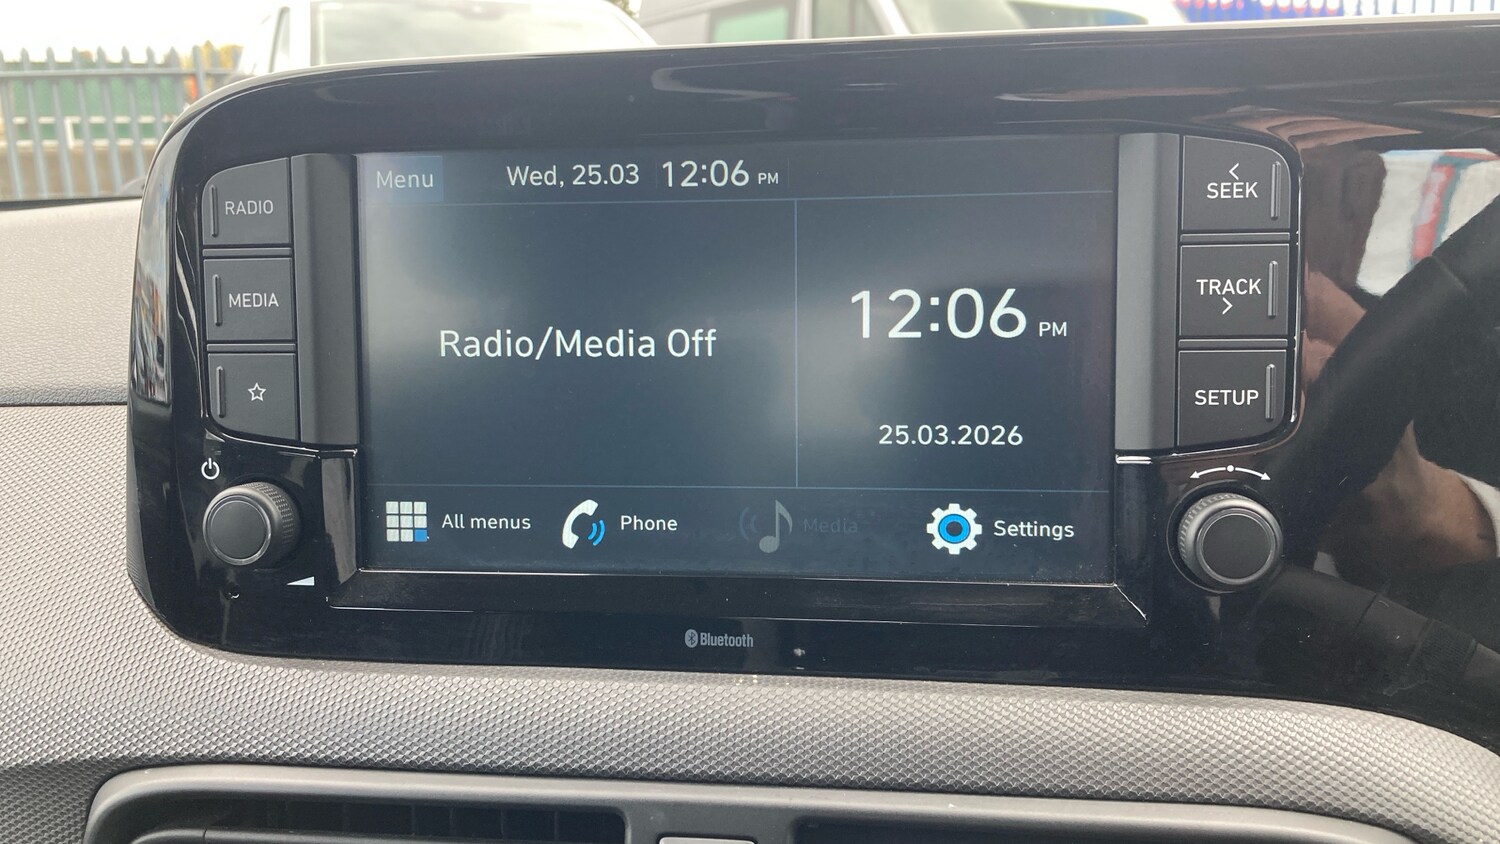 RADIO
MEDIA
Menu
Wed, 25.03 12:06 PM
Radio/Media Off
12:06 PM
25.03.2026
All menus
Phone
Media
Settings
< SEEK
TRACK >
SETUP
Bluetooth